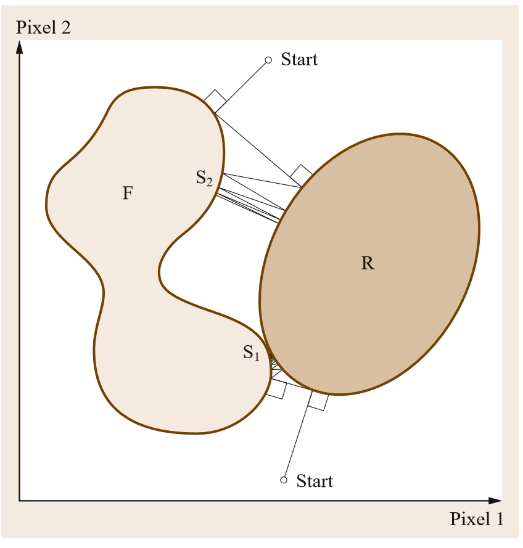 Pixel 2
Start
S₂
F
R
S₁
Start
Pixel 1